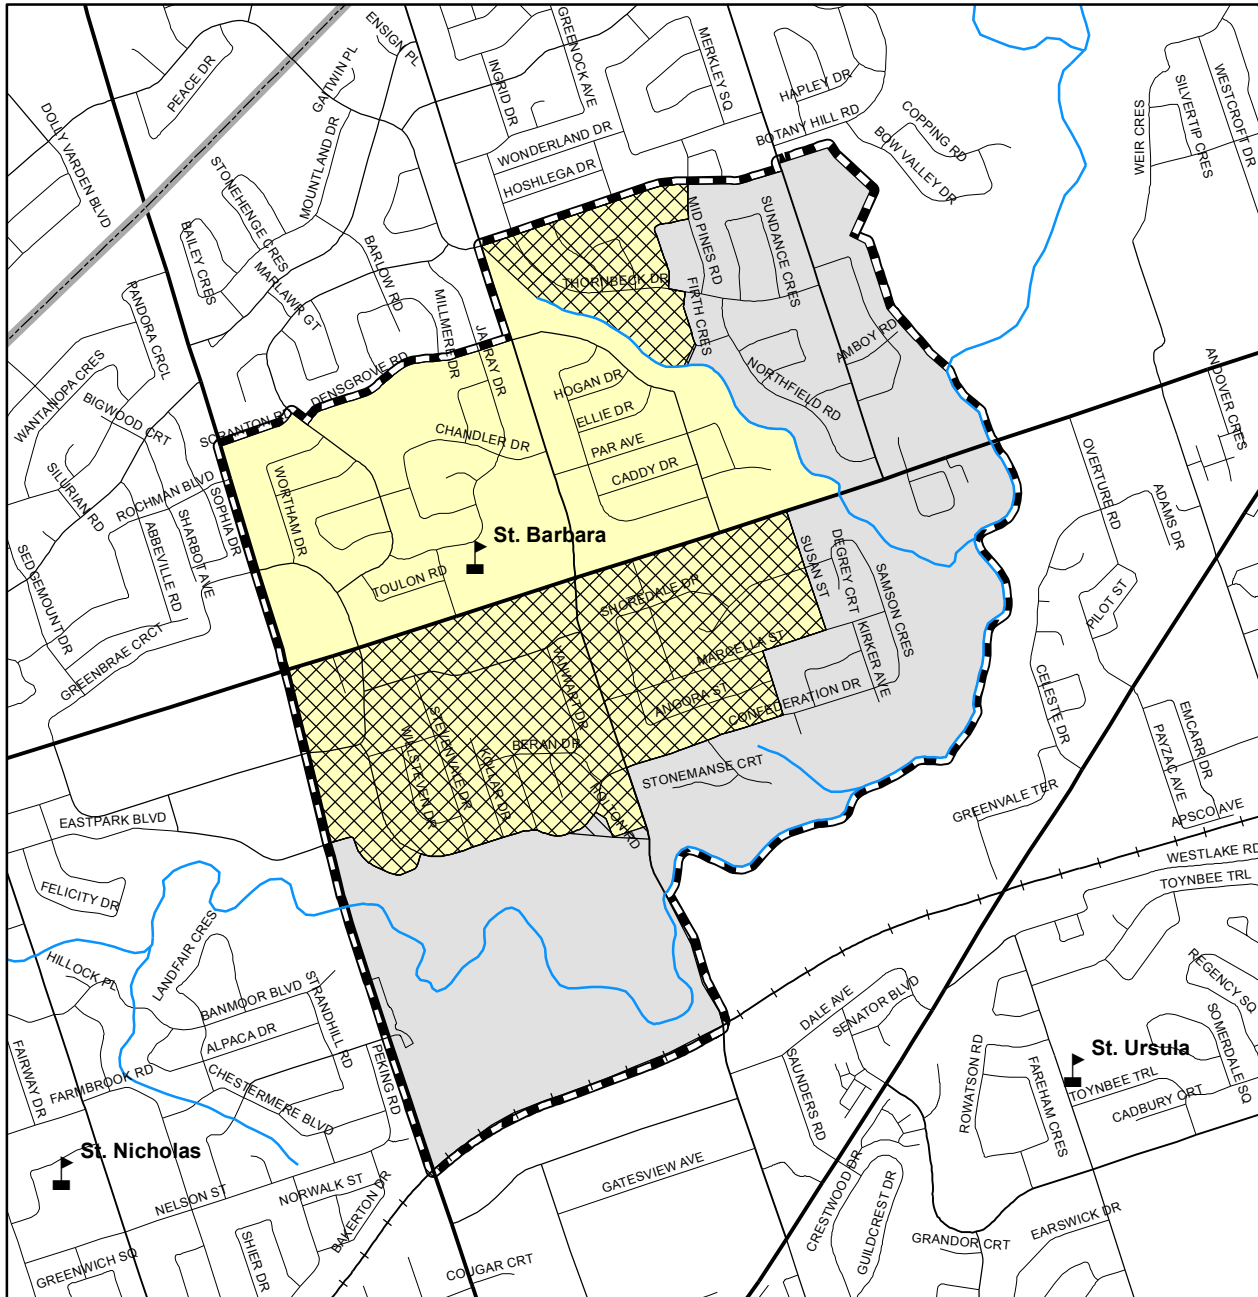 ENSIGN PL
GREENOCK AVE
MERKLEY SQ
PEACE DR
GATWIN PL
INGRID DR
HAPLEY DR
WESTCROFT DR
SILVERTIP CRES
WEIR CRES
DOLLY VARDEN BLVD
WONDERLAND DR
BOTANY HILL RD
COPPING RD
BOW VALLEY DR
HOSHLEGA DR
MOUNTLAND DR
STONEHENGE CRES
BAILEY CRES
MARLAWR GT
BARLOW RD
MILLMERE DR
MID PINES RD
SUNDANCE CRES
THORNBECK DR
FIRTH CRES
PANDORA CRCL
WANTANOPA CRES
DENSGROVE RD
AMBOY RD
NORTHFIELD RD
ANDOVER CRES
BIGWOOD CRT
SCRANTON RD
HOGAN DR
ELLIE DR
PAR AVE
CADDY DR
CHANDLER DR
SILURIAN RD
ROCHMAN BLVD
SOPHIA DR
SHARBOT AVE
ABBEVILLE RD
WORTHAM DR
OVERTURE RD
ADAMS DR
St. Barbara
SEDGEMOUNT DR
TOULON RD
SHOREDALE DR
SUSAN ST
DEGREY CRT
SAMSON CRES
KIRKER AVE
PILOT ST
GREENBRAE CRCT
MARCELLA ST
VANWART DR
ANGORA ST
CONFEDERATION DR
CELESTE DR
STEVENVALE DR
WALSTEVEN DR
KOLLAR DR
BERAN DR
STONEMANSE CRT
EMCARR DR
PAYZAC AVE
HOLTON RD
GREENVALE TER
APSCO AVE
EASTPARK BLVD
WESTLAKE RD
TOYNBEE TRL
FELICITY DR
LANDFAIR CRES
HILLOCK PL
BANMOOR BLVD
STRANDHILL RD
ALPACA DR
REGENCY SQ
SOMERDALE SQ
DALE AVE
SENATOR BLVD
St. Ursula
FAIRWAY DR
FARMBROOK RD
CHESTERMERE BLVD
PEKING RD
SAUNDERS RD
ROWATSON RD
FAREHAM CRES
TOYNBEE TRL
CADBURY CRT
St. Nicholas
NELSON ST
NORWALK ST
BAKERTON DR
GATESVIEW AVE
CRESTWOOD DR
GUILDCREST DR
EARSWICK DR
GRANDOR CRT
GREENWICH SQ
SHIER DR
COUGAR CRT